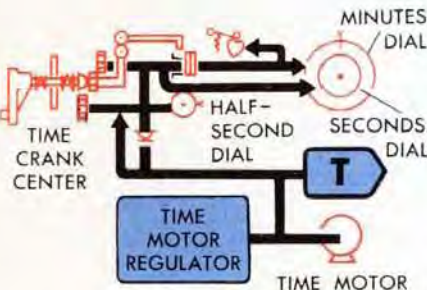 MINUTES
DIAL
HALF-
SECOND
DIAL
SECONDS
DIAL
TIME
CRANK
CENTER
T
TIME
MOTOR
REGULATOR
TIME MOTOR